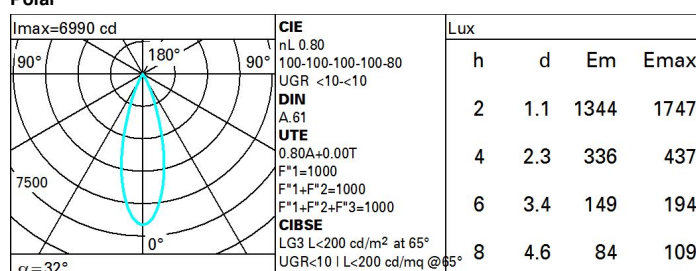 Polar
Imax=6990 cd
90°
180°
90°
7500
0°
α=32°
CIE
nL 0.80
100-100-100-100-80
UGR <10-<10
DIN
A.61
UTE
0.80A+0.00T
F"1=1000
F"1+F"2=1000
F"1+F"2+F"3=1000
CIBSE
LG3 L<200 cd/m² at 65°
UGR<10 | L<200 cd/mq @65°
Lux
h d Em Emax
2 1.1 1344 1747
4 2.3 336 437
6 3.4 149 194
8 4.6 84 109